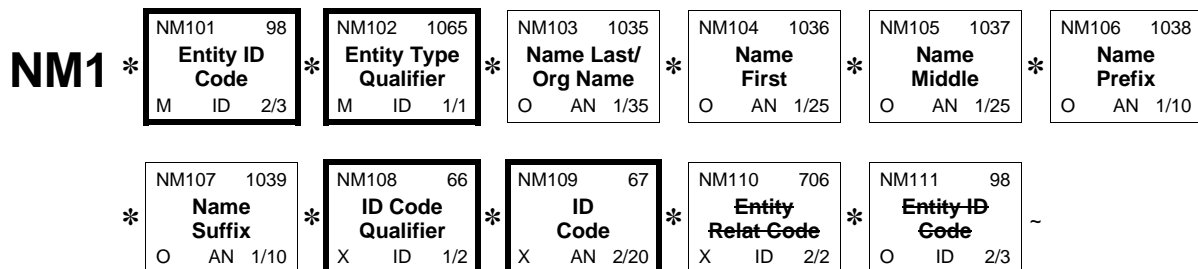 NM101 98 NM102 1065 NM103 1035 NM104 1036 NM105 1037 NM106 1038
NM1 * Entity ID Code * Entity Type Qualifier * Name Last/ Org Name * Name First * Name Middle * Name Prefix
M ID 2/3 M ID 1/1 O AN 1/35 O AN 1/25 O AN 1/25 O AN 1/10
NM107 1039 NM108 66 NM109 67 NM110 706 NM111 98
* Name Suffix * ID Code Qualifier * ID Code * Entity Relat Code * Entity ID Code ~
O AN 1/10 X ID 1/2 X AN 2/20 X ID 2/2 O ID 2/3